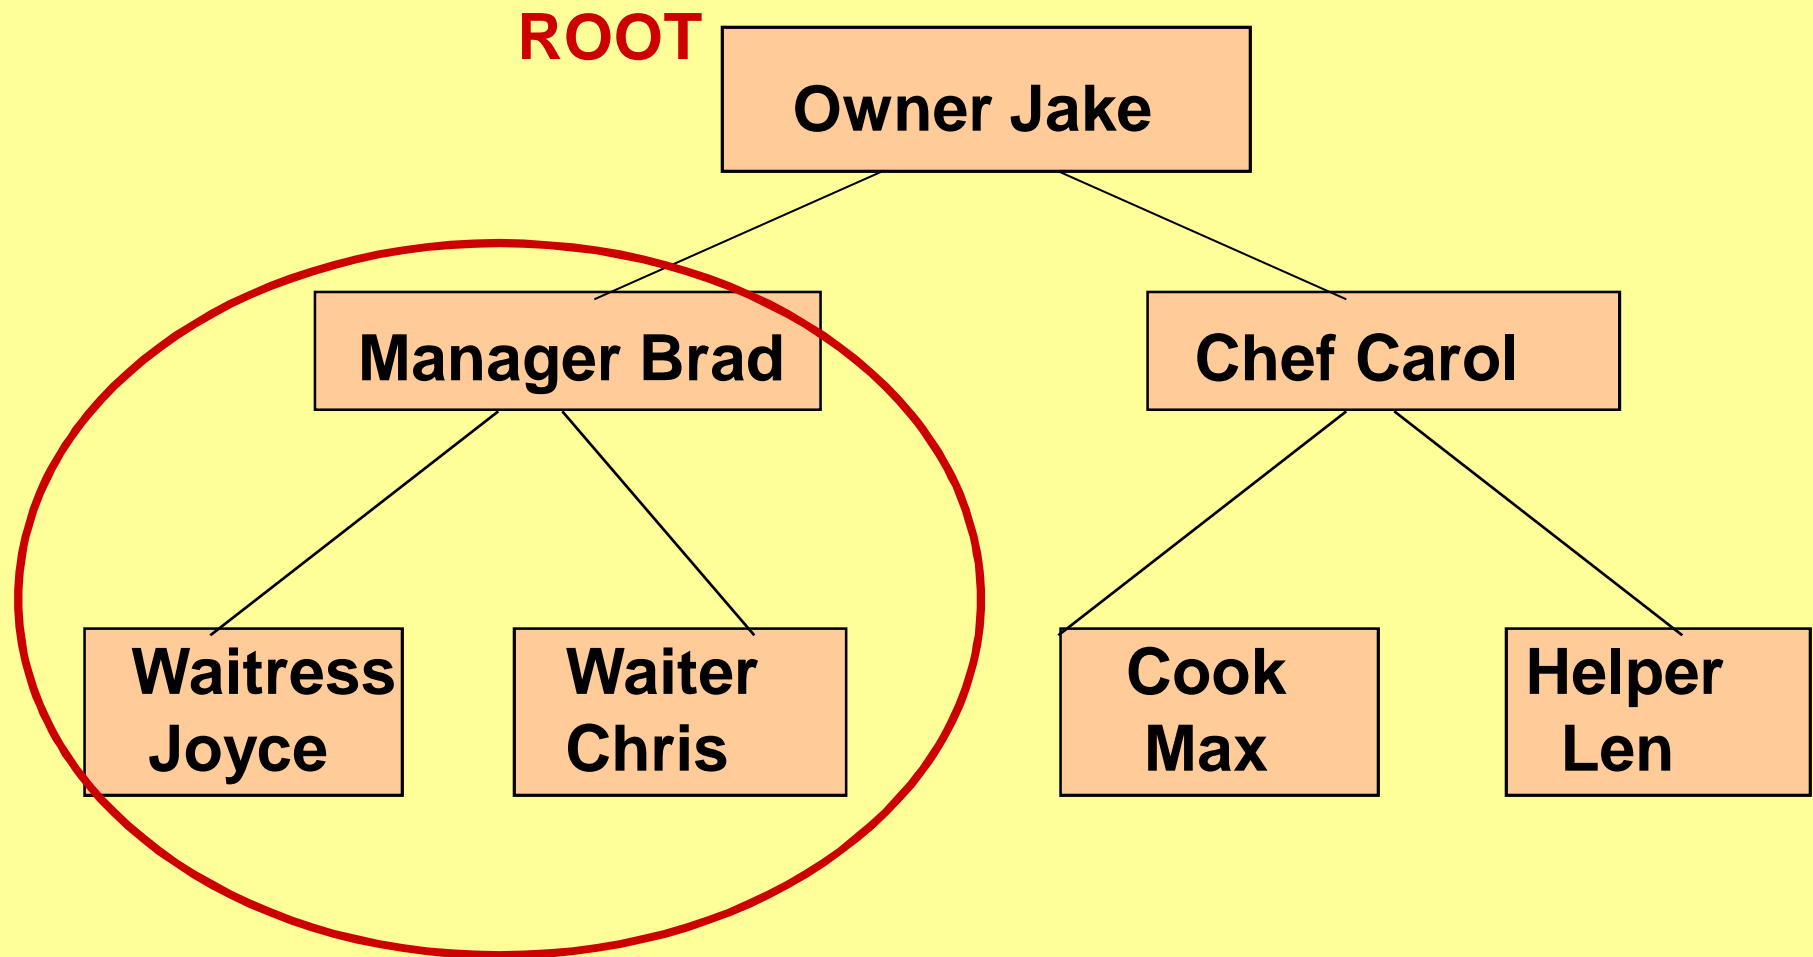 ROOT
Owner Jake
Manager Brad
Chef Carol
Waitress
Joyce
Waiter
Chris
Cook
Max
Helper
Len